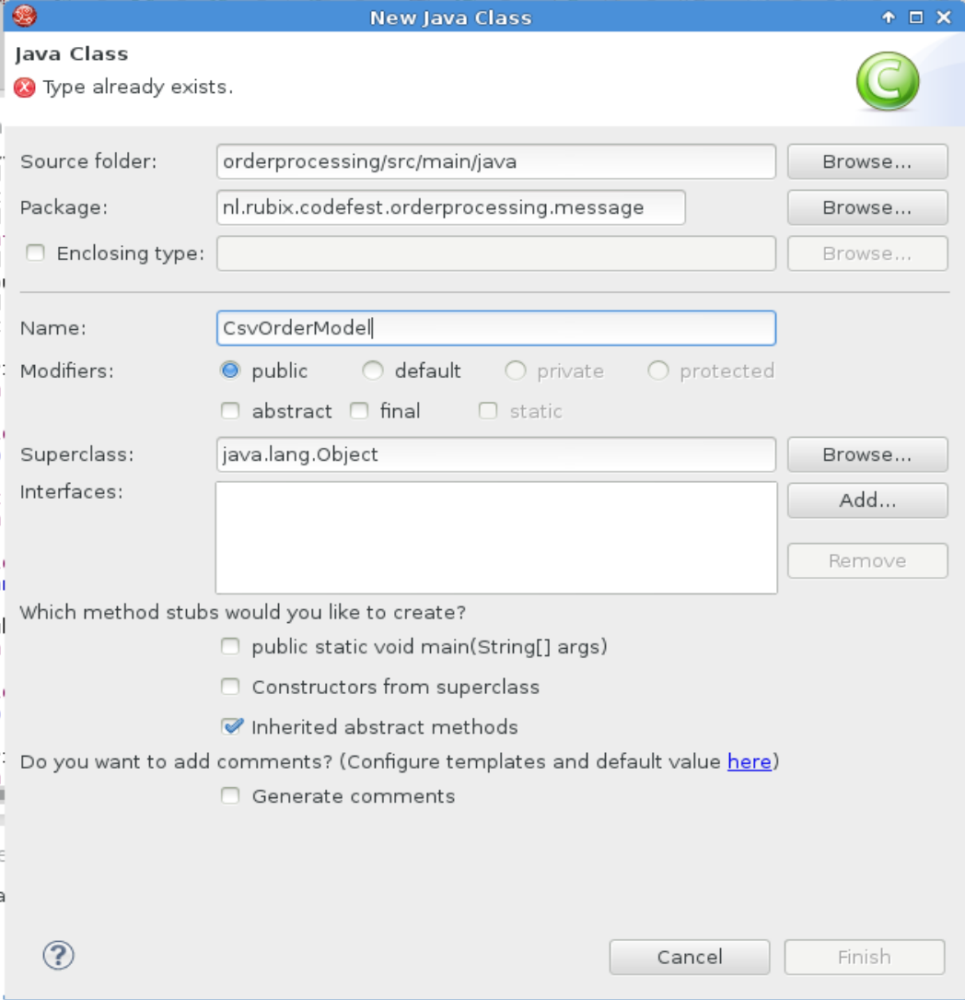 New Java Class
Java Class
Type already exists.
C
Source folder: orderprocessing/src/main/java Browse...
Package: nl.rubix.codefest.orderprocessing.message Browse...
Enclosing type: Browse...
Name: CsvOrderModel
Modifiers: public default private protected
abstract final static
Superclass: java.lang.Object Browse...
Interfaces: Add...
Remove
Which method stubs would you like to create?
public static void main(String[] args)
Constructors from superclass
Inherited abstract methods
Do you want to add comments? (Configure templates and default value here)
Generate comments
? Cancel Finish